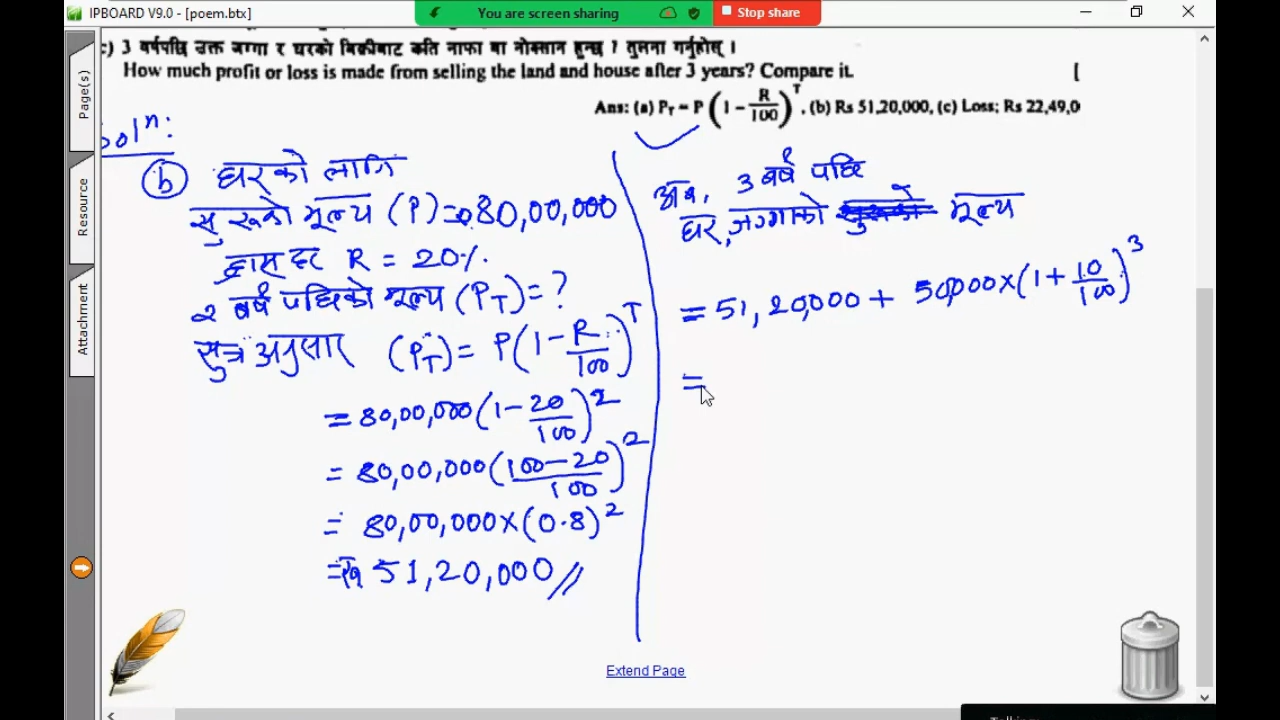 IPBOARD V9.0 - [poem.btx]
You are screen sharing
Stop share
Page(s)
Resource
Attachment
c) 3 वर्षपछि उक्त जग्गा र घरको बिक्रीबाट कति नाफा वा नोक्सान हुन्छ ? तुलना गर्नुहोस् ।
How much profit or loss is made from selling the land and house after 3 years? Compare it. [
Ans: (a) P_T = P (1 - R/100)^T, (b) Rs 51,20,000, (c) Loss; Rs 22,49,0
Solⁿ:
(b) घरको लागि
सुरूको मूल्य (P) = 80,00,000
ह्रास दर R = 20%
2 वर्ष पछिको मूल्य (P_T) = ?
सुत्र अनुसार (P_T) = P(1 - R/100)^T
= 80,00,000 (1 - 20/100)^2
= 80,00,000 (100 - 20/100)^2
= 80,00,000 × (0.8)^2
= रु 51,20,000 //
अब, 3 वर्ष पछि
घर, जग्गाको मूल्य
= 51,20,000 + 50,000 × (1 + 10/100)^3
=
Extend Page